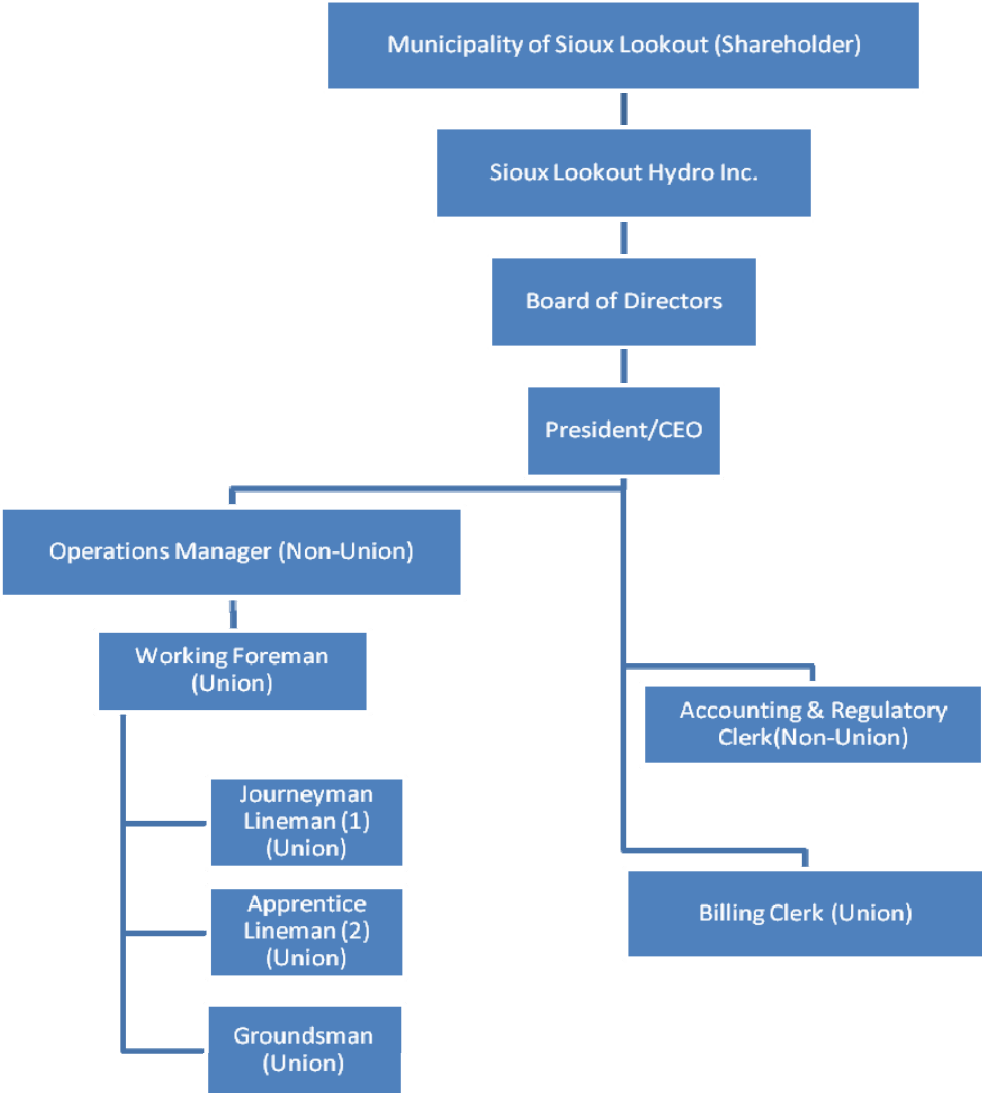 Municipality of Sioux Lookout (Shareholder)
Sioux Lookout Hydro Inc.
Board of Directors
President/CEO
Operations Manager (Non-Union)
Working Foreman
(Union)
Journeyman
Lineman (1)
(Union)
Apprentice
Lineman (2)
(Union)
Groundsman
(Union)
Accounting & Regulatory
Clerk(Non-Union)
Billing Clerk (Union)